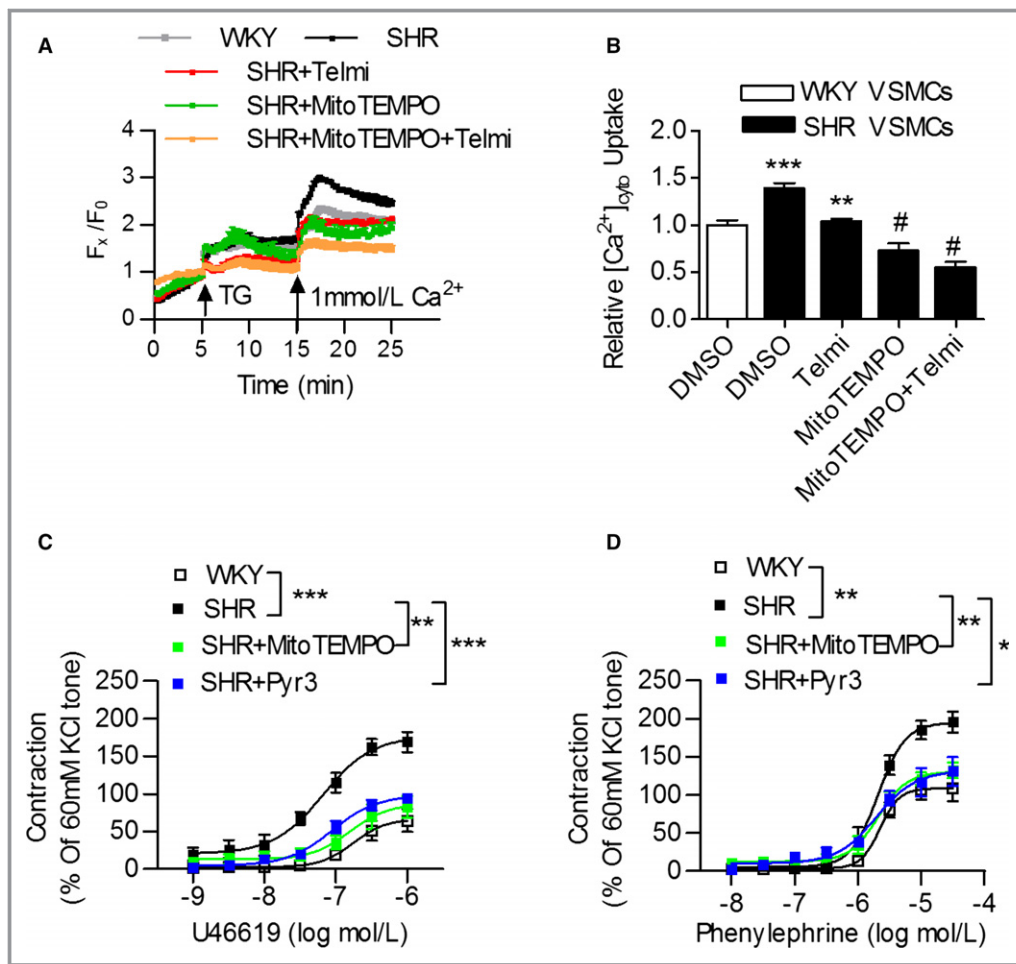 A
WKY SHR
SHR+Telmi
SHR+MitoTEMPO
SHR+MitoTEMPO+Telmi
Fx/F0
4
3
2
1
0
TG
1mmol/L Ca2+
0 5 5 10 15 15 20 25
Time (min)
B
WKY VSMCs
SHR VSMCs
Relative [Ca2+]cyto Uptake
2.0
1.5
1.0
0.5
0.0
***
**
#
#
DMSO
DMSO
Telmi
MitoTEMPO
MitoTEMPO+Telmi
C
WKY
SHR
SHR+MitoTEMPO
SHR+Pyr3
***
**
***
Contraction
(% Of 60mM KCl tone)
250
200
150
100
50
0
-9 -8 -7 -6
U46619 (log mol/L)
D
WKY
SHR
SHR+MitoTEMPO
SHR+Pyr3
**
**
*
Contraction
(% Of 60mM KCl tone)
250
200
150
100
50
0
-8 -7 -6 -5 -4
Phenylephrine (log mol/L)